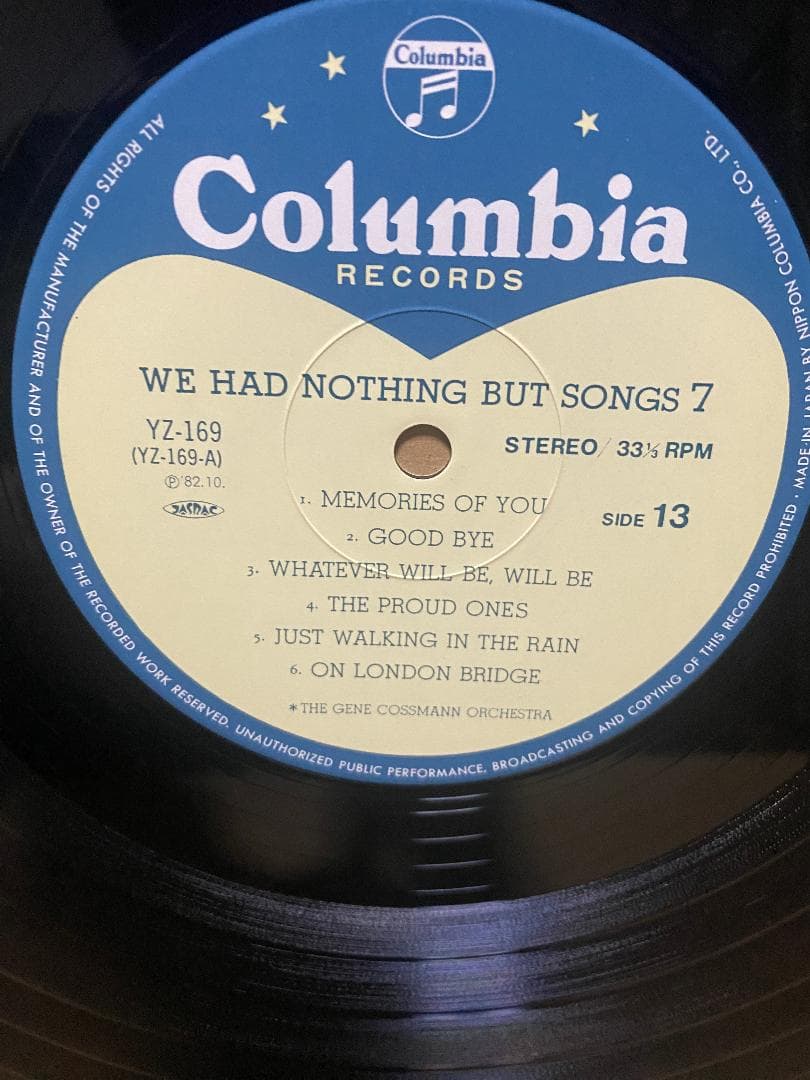 Columbia
Columbia
RECORDS
WE HAD NOTHING BUT SONGS 7
YZ-169
(YZ-169-A)
℗'82.10.
JASRAC
STEREO/ 33⅓ RPM
SIDE 13
1. MEMORIES OF YOU
2. GOOD BYE
3. WHATEVER WILL BE, WILL BE
4. THE PROUD ONES
5. JUST WALKING IN THE RAIN
6. ON LONDON BRIDGE
*THE GENE COSSMANN ORCHESTRA
ALL RIGHTS OF THE MANUFACTURER AND OF THE OWNER OF THE RECORDED WORK RESERVED. UNAUTHORIZED PUBLIC PERFORMANCE, BROADCASTING AND COPYING OF THIS RECORD PROHIBITED • MADE IN JAPAN BY NIPPON COLUMBIA CO., LTD.